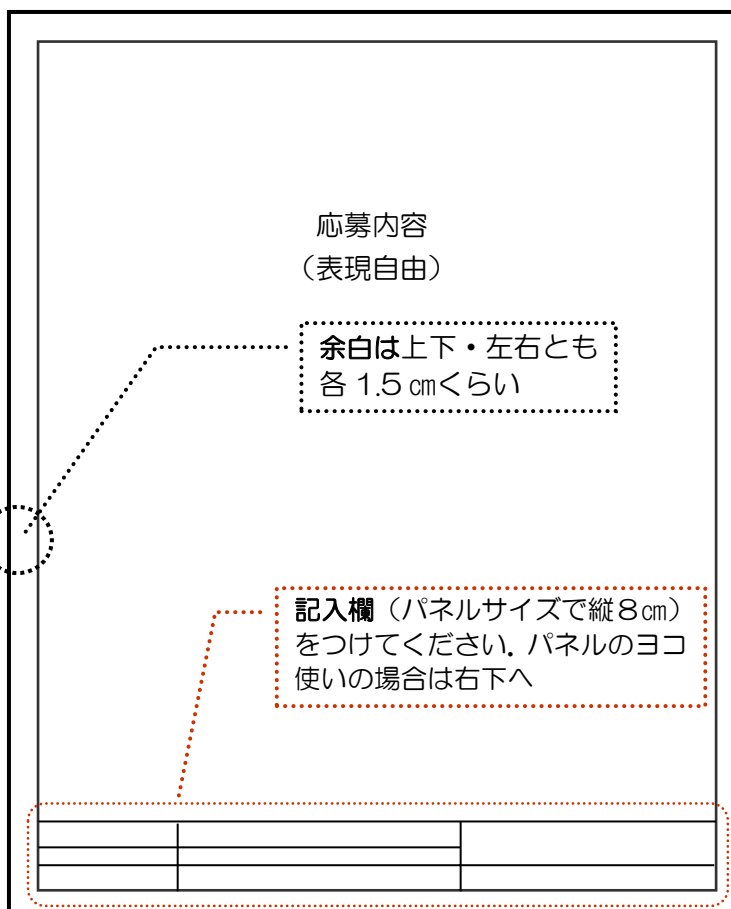 応募内容
（表現自由）
余白は上下・左右とも
各 1.5 ㎝くらい
記入欄（パネルサイズで縦８㎝）
をつけてください．パネルのヨコ
使いの場合は右下へ